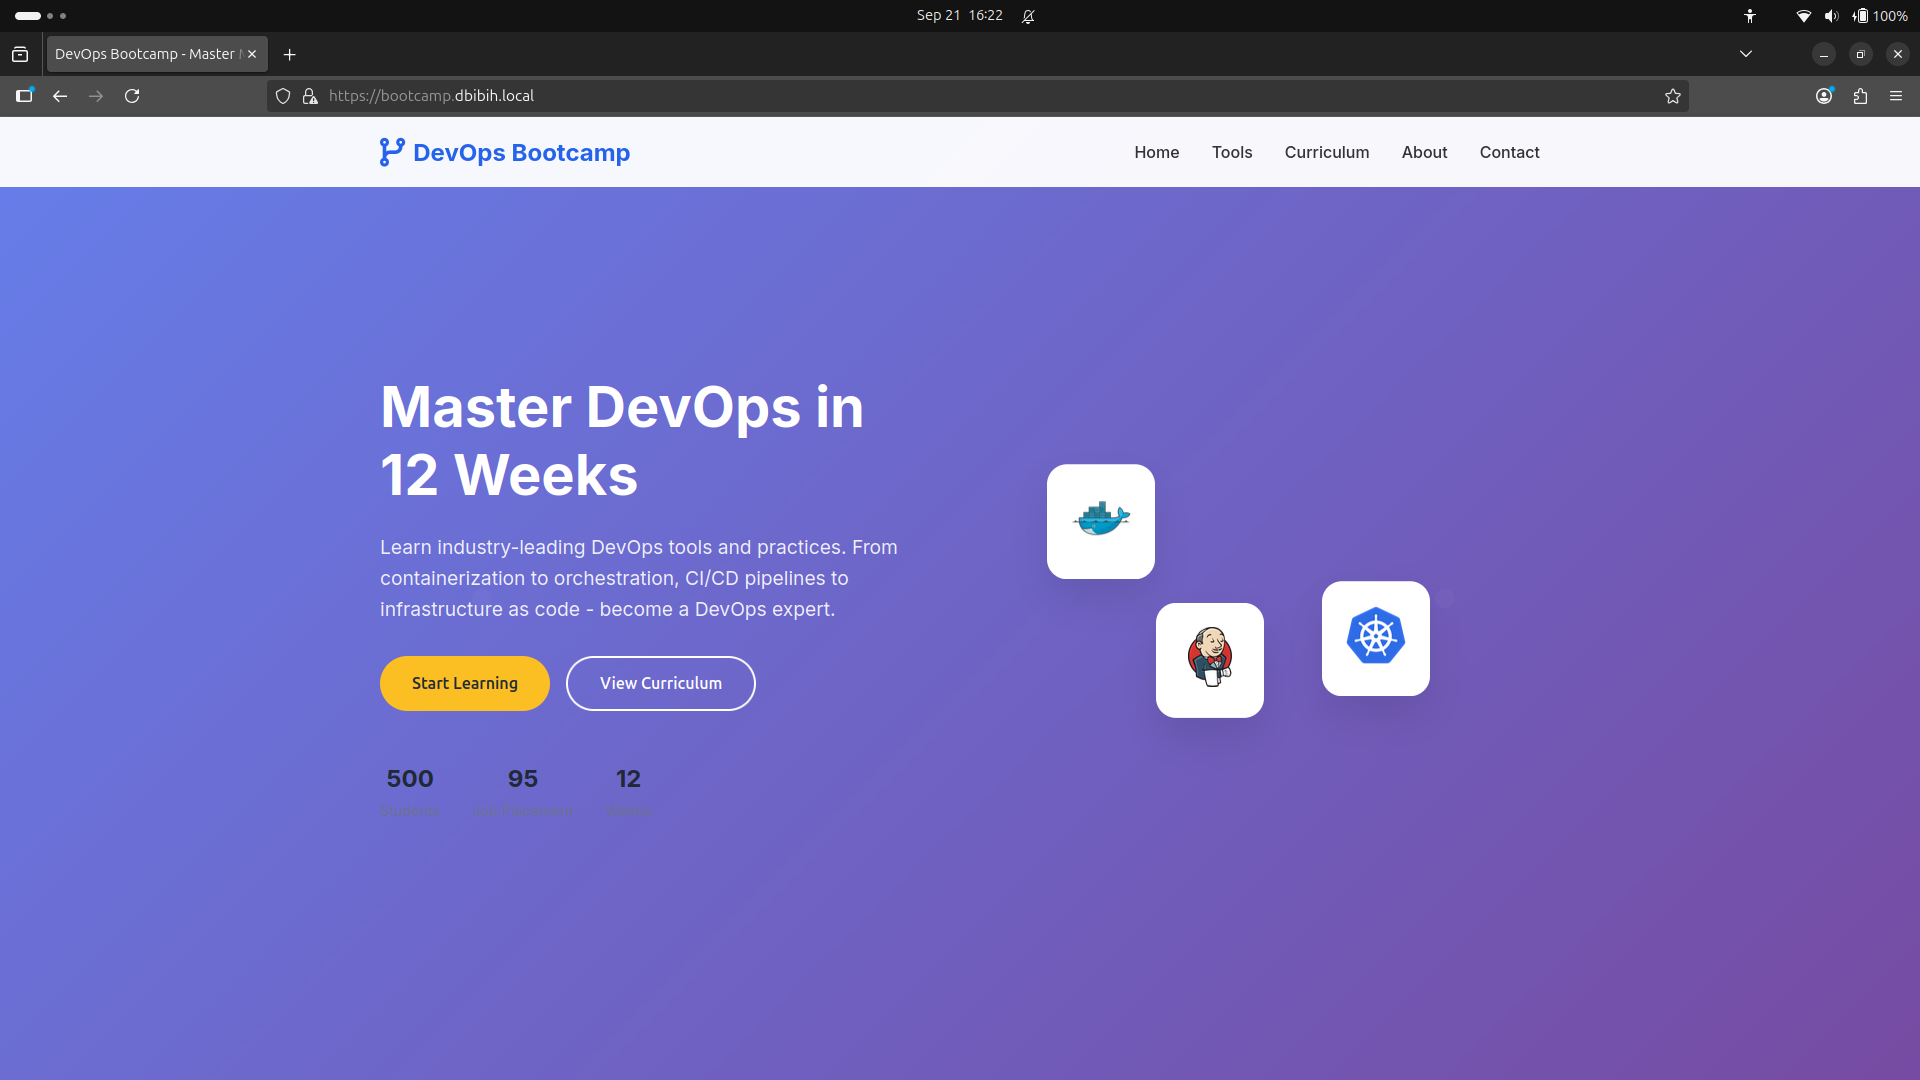 Sep 21 16:22
100%
DevOps Bootcamp - Master
https://bootcamp.dbibih.local
DevOps Bootcamp
Home
Tools
Curriculum
About
Contact
Master DevOps in
12 Weeks
Learn industry-leading DevOps tools and practices. From
containerization to orchestration, CI/CD pipelines to
infrastructure as code - become a DevOps expert.
Start Learning
View Curriculum
500
95
12
Students
Job Placement
Weeks